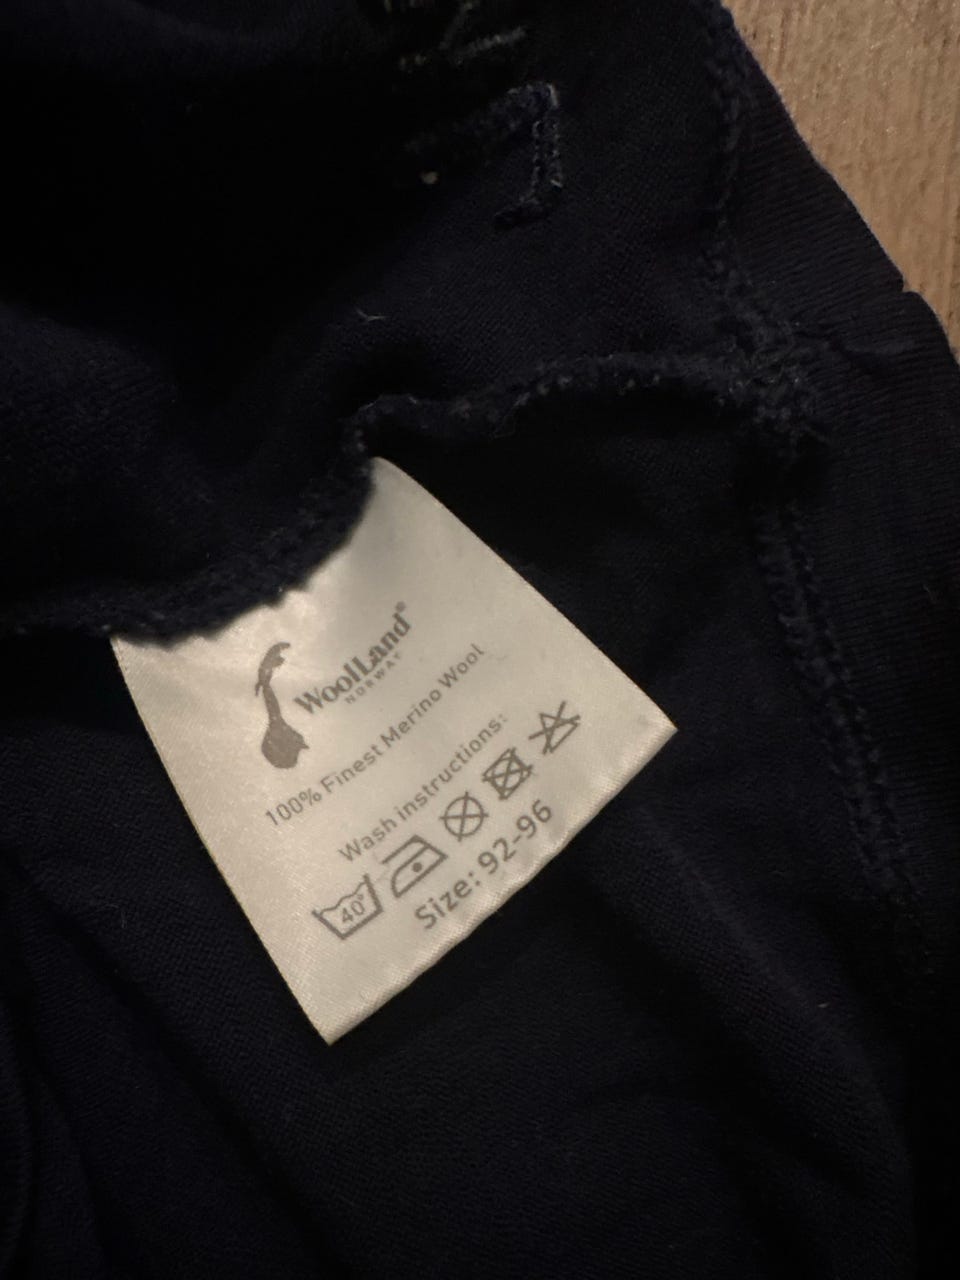 WoolLand®
NORWAY
100% Finest Merino Wool
Wash instructions:
40°
Size: 92-96